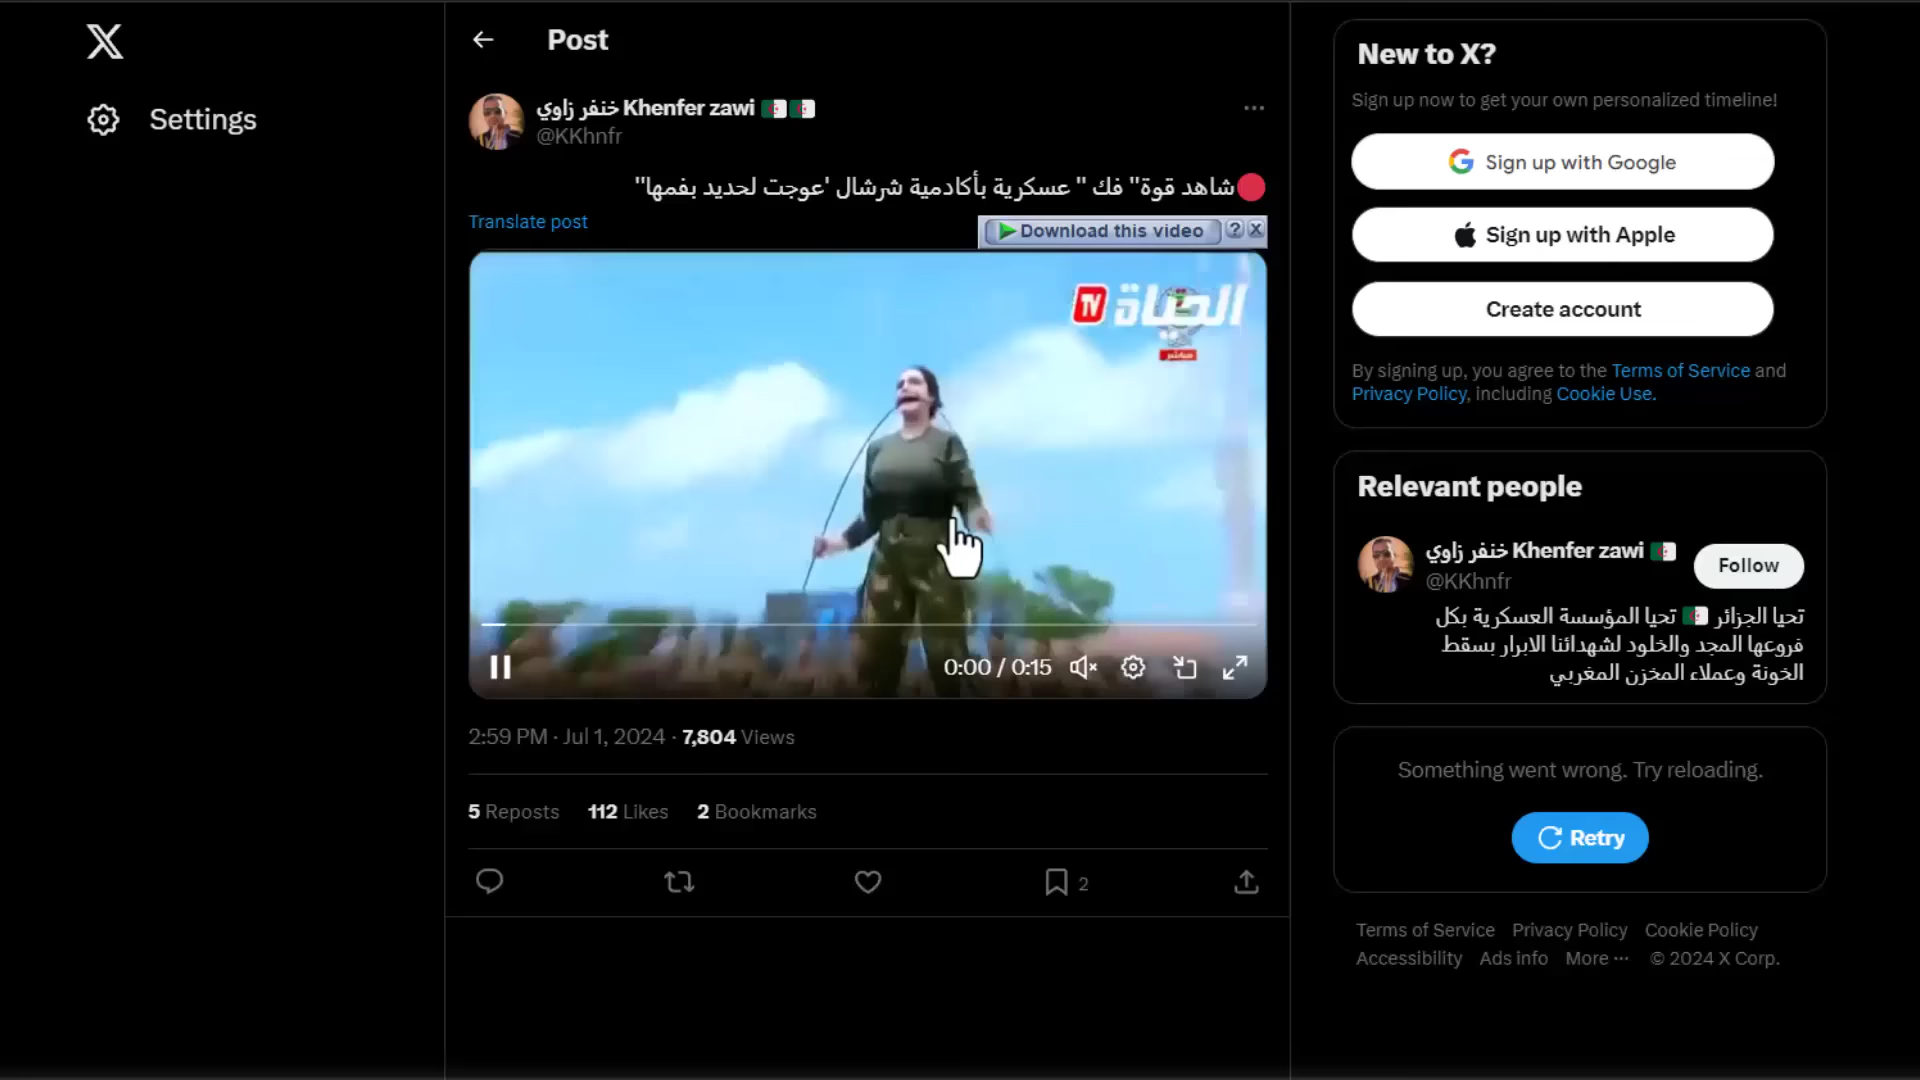 Settings
Post
خنفر زاوي Khenfer zawi
@KKhnfr
شاهد قوة" فك " عسكرية بأكادمية شرشال 'عوجت لحديد بفمها"
Translate post
Download this video
?
X
TV الحياة
مباشر
0:00 / 0:15
2:59 PM · Jul 1, 2024 · 7,804 Views
5 Reposts 112 Likes 2 Bookmarks
2
New to X?
Sign up now to get your own personalized timeline!
Sign up with Google
Sign up with Apple
Create account
By signing up, you agree to the Terms of Service and
Privacy Policy, including Cookie Use.
Relevant people
خنفر زاوي Khenfer zawi
@KKhnfr
Follow
تحيا الجزائر تحيا المؤسسة العسكرية بكل
فروعها المجد والخلود لشهدائنا الابرار بسقط
الخونة وعملاء المخزن المغربي
Something went wrong. Try reloading.
Retry
Terms of Service Privacy Policy Cookie Policy
Accessibility Ads info More ··· © 2024 X Corp.